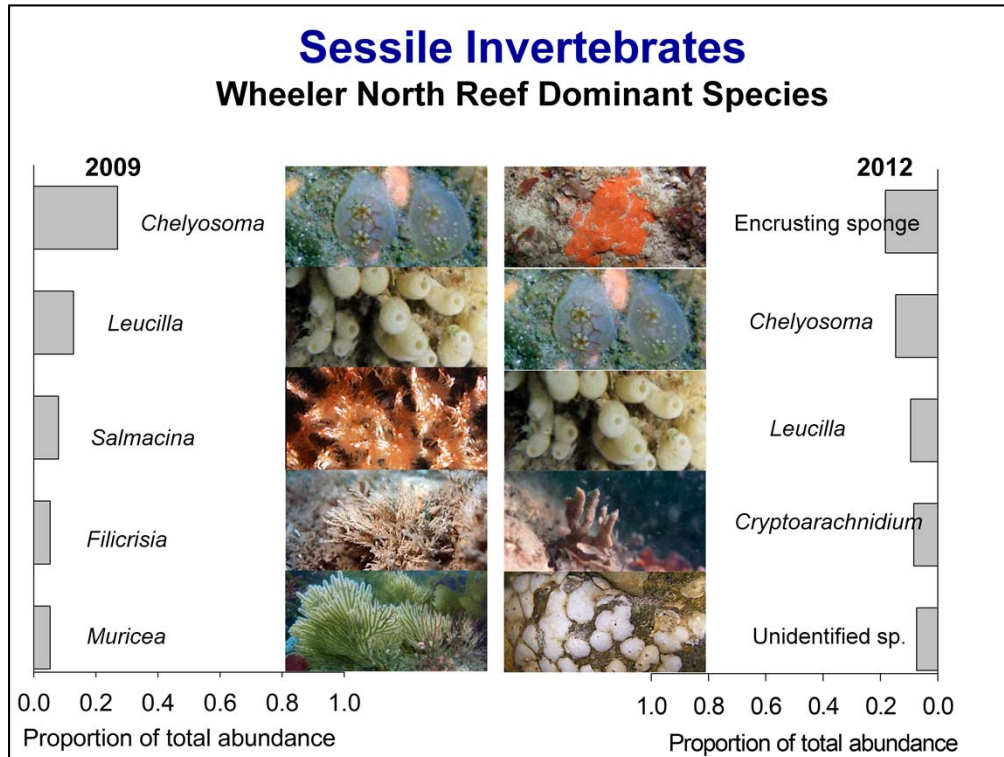 Sessile Invertebrates
Wheeler North Reef Dominant Species
2009
Chelyosoma
Leucilla
Salmacina
Filicrisia
Muricea
0.0 0.2 0.4 0.6 0.8 1.0
Proportion of total abundance
2012
Encrusting sponge
Chelyosoma
Leucilla
Cryptoarachnidium
Unidentified sp.
1.0 0.8 0.6 0.4 0.2 0.0
Proportion of total abundance